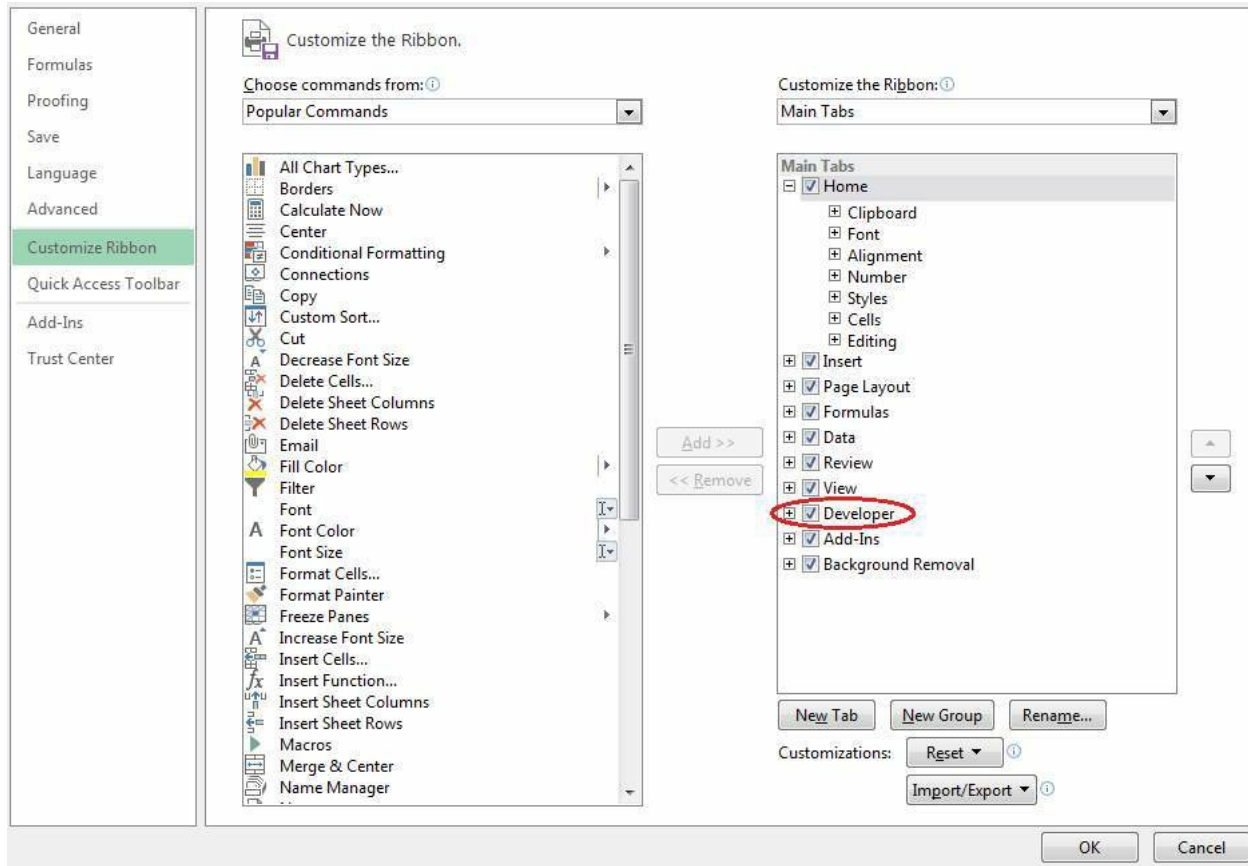 General
Formulas
Proofing
Save
Language
Advanced
Customize Ribbon
Quick Access Toolbar
Add-Ins
Trust Center
Customize the Ribbon.
Choose commands from:
Popular Commands
All Chart Types...
Borders
Calculate Now
Center
Conditional Formatting
Connections
Copy
Custom Sort...
Cut
Decrease Font Size
Delete Cells...
Delete Sheet Columns
Delete Sheet Rows
Email
Fill Color
Filter
Font
Font Color
Font Size
Format Cells...
Format Painter
Freeze Panes
Increase Font Size
Insert Cells...
Insert Function...
Insert Sheet Columns
Insert Sheet Rows
Macros
Merge & Center
Name Manager
Add >>
<< Remove
Customize the Ribbon:
Main Tabs
Main Tabs
Home
Clipboard
Font
Alignment
Number
Styles
Cells
Editing
Insert
Page Layout
Formulas
Data
Review
View
Developer
Add-Ins
Background Removal
New Tab New Group Rename...
Customizations: Reset
Import/Export
OK Cancel